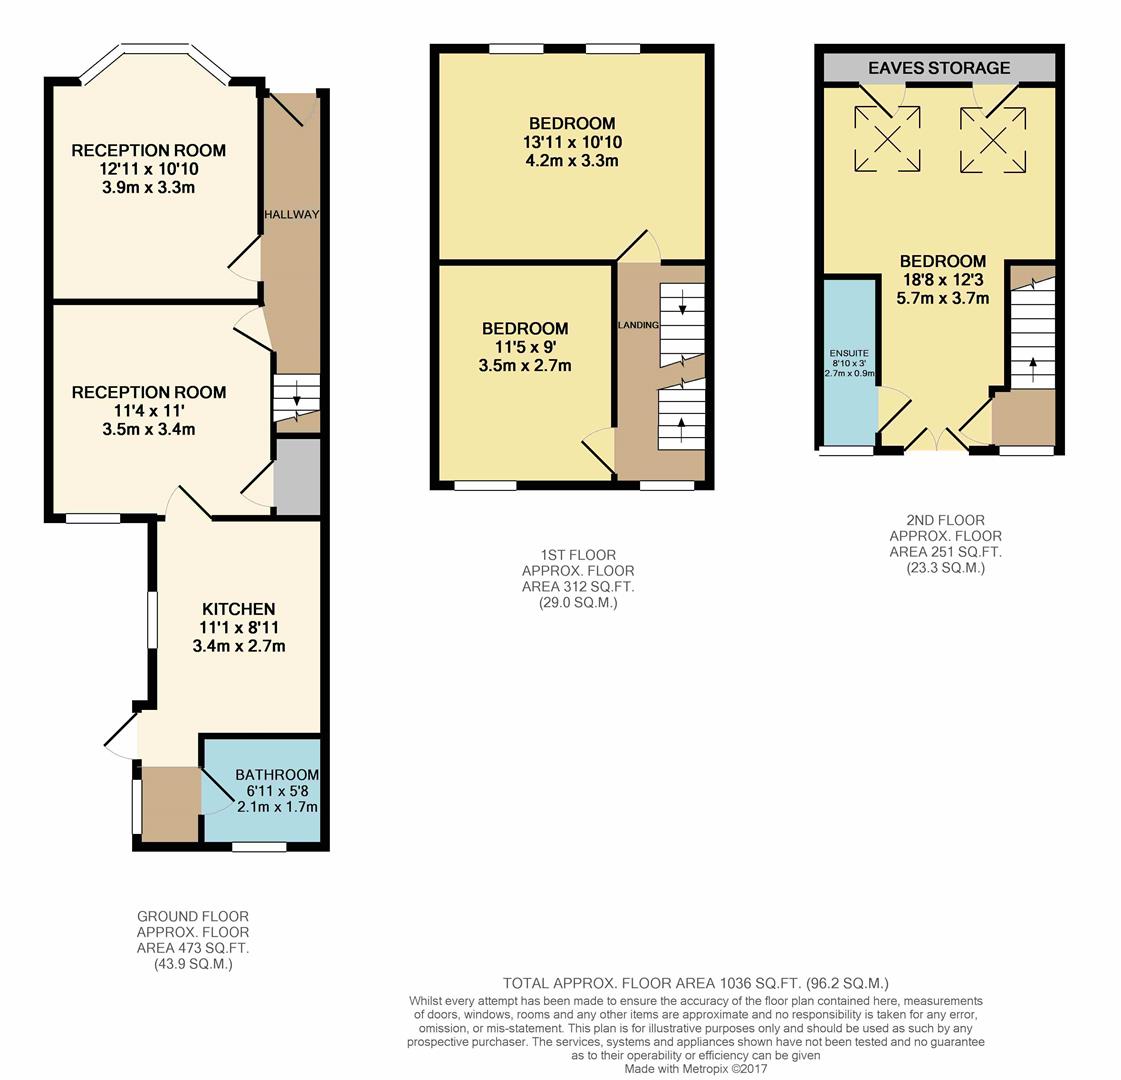 RECEPTION ROOM
12'11 x 10'10
3.9m x 3.3m
HALLWAY
RECEPTION ROOM
11'4 x 11'
3.5m x 3.4m
KITCHEN
11'1 x 8'11
3.4m x 2.7m
BATHROOM
6'11 x 5'8
2.1m x 1.7m
GROUND FLOOR
APPROX. FLOOR
AREA 473 SQ.FT.
(43.9 SQ.M.)
BEDROOM
13'11 x 10'10
4.2m x 3.3m
BEDROOM
11'5 x 9'
3.5m x 2.7m
LANDING
1ST FLOOR
APPROX. FLOOR
AREA 312 SQ.FT.
(29.0 SQ.M.)
EAVES STORAGE
BEDROOM
18'8 x 12'3
5.7m x 3.7m
ENSUITE
8'10 x 3'
2.7m x 0.9m
2ND FLOOR
APPROX. FLOOR
AREA 251 SQ.FT.
(23.3 SQ.M.)
TOTAL APPROX. FLOOR AREA 1036 SQ.FT. (96.2 SQ.M.)
Whilst every attempt has been made to ensure the accuracy of the floor plan contained here, measurements
of doors, windows, rooms and any other items are approximate and no responsibility is taken for any error,
omission, or mis-statement. This plan is for illustrative purposes only and should be used as such by any
prospective purchaser. The services, systems and appliances shown have not been tested and no guarantee
as to their operability or efficiency can be given
Made with Metropix ©2017